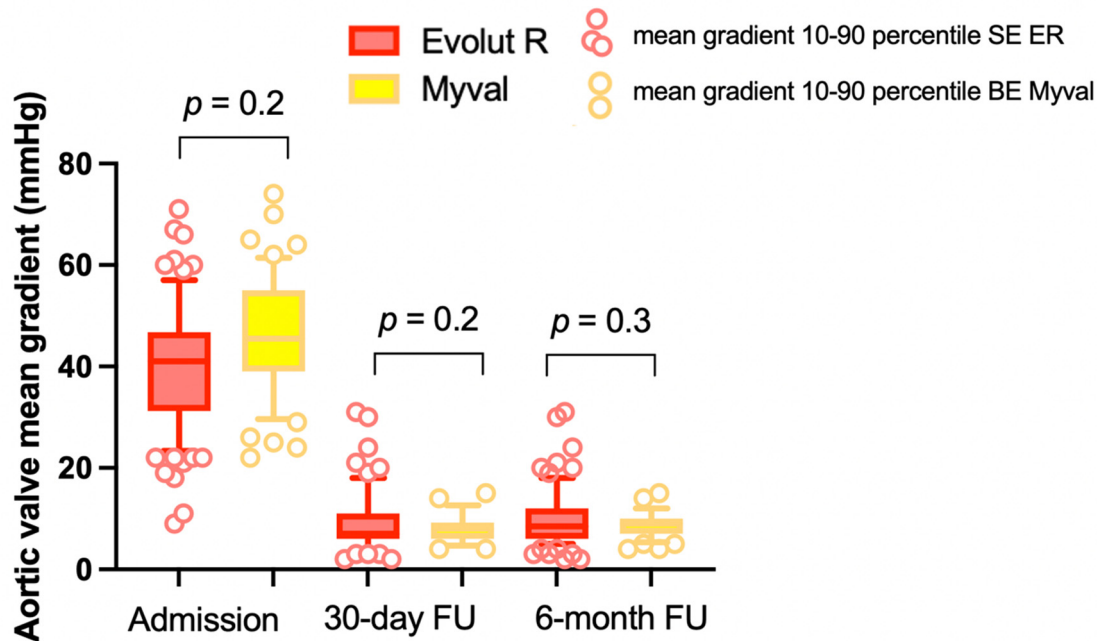 Evolut R
mean gradient 10-90 percentile SE ER
Myval
mean gradient 10-90 percentile BE Myval
Aortic valve mean gradient (mmHg)
p = 0.2
80
60
40
20
0
p = 0.2
p = 0.3
Admission
30-day FU
6-month FU